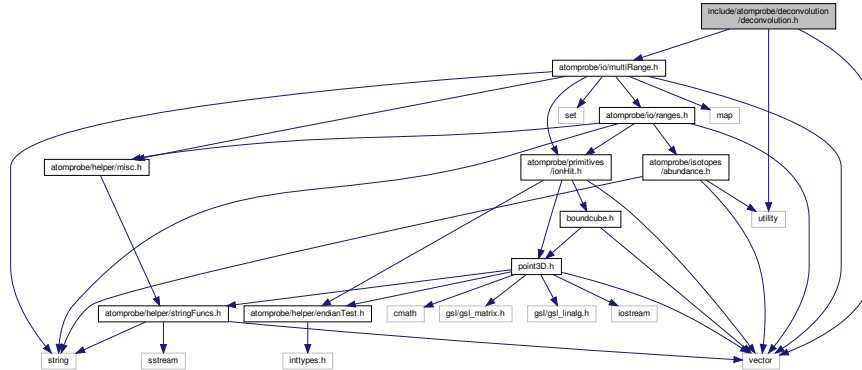 include/atomprobe/deconvolution
/deconvolution.h
atomprobe/io/multiRange.h
set
atomprobe/io/ranges.h
map
atomprobe/helper/misc.h
atomprobe/primitives
/ionHit.h
atomprobe/isotopes
/abundance.h
boundcube.h
utility
point3D.h
atomprobe/helper/stringFuncs.h
atomprobe/helper/endianTest.h
cmath
gsl/gsl_matrix.h
gsl/gsl_linalg.h
iostream
string
sstream
inttypes.h
vector